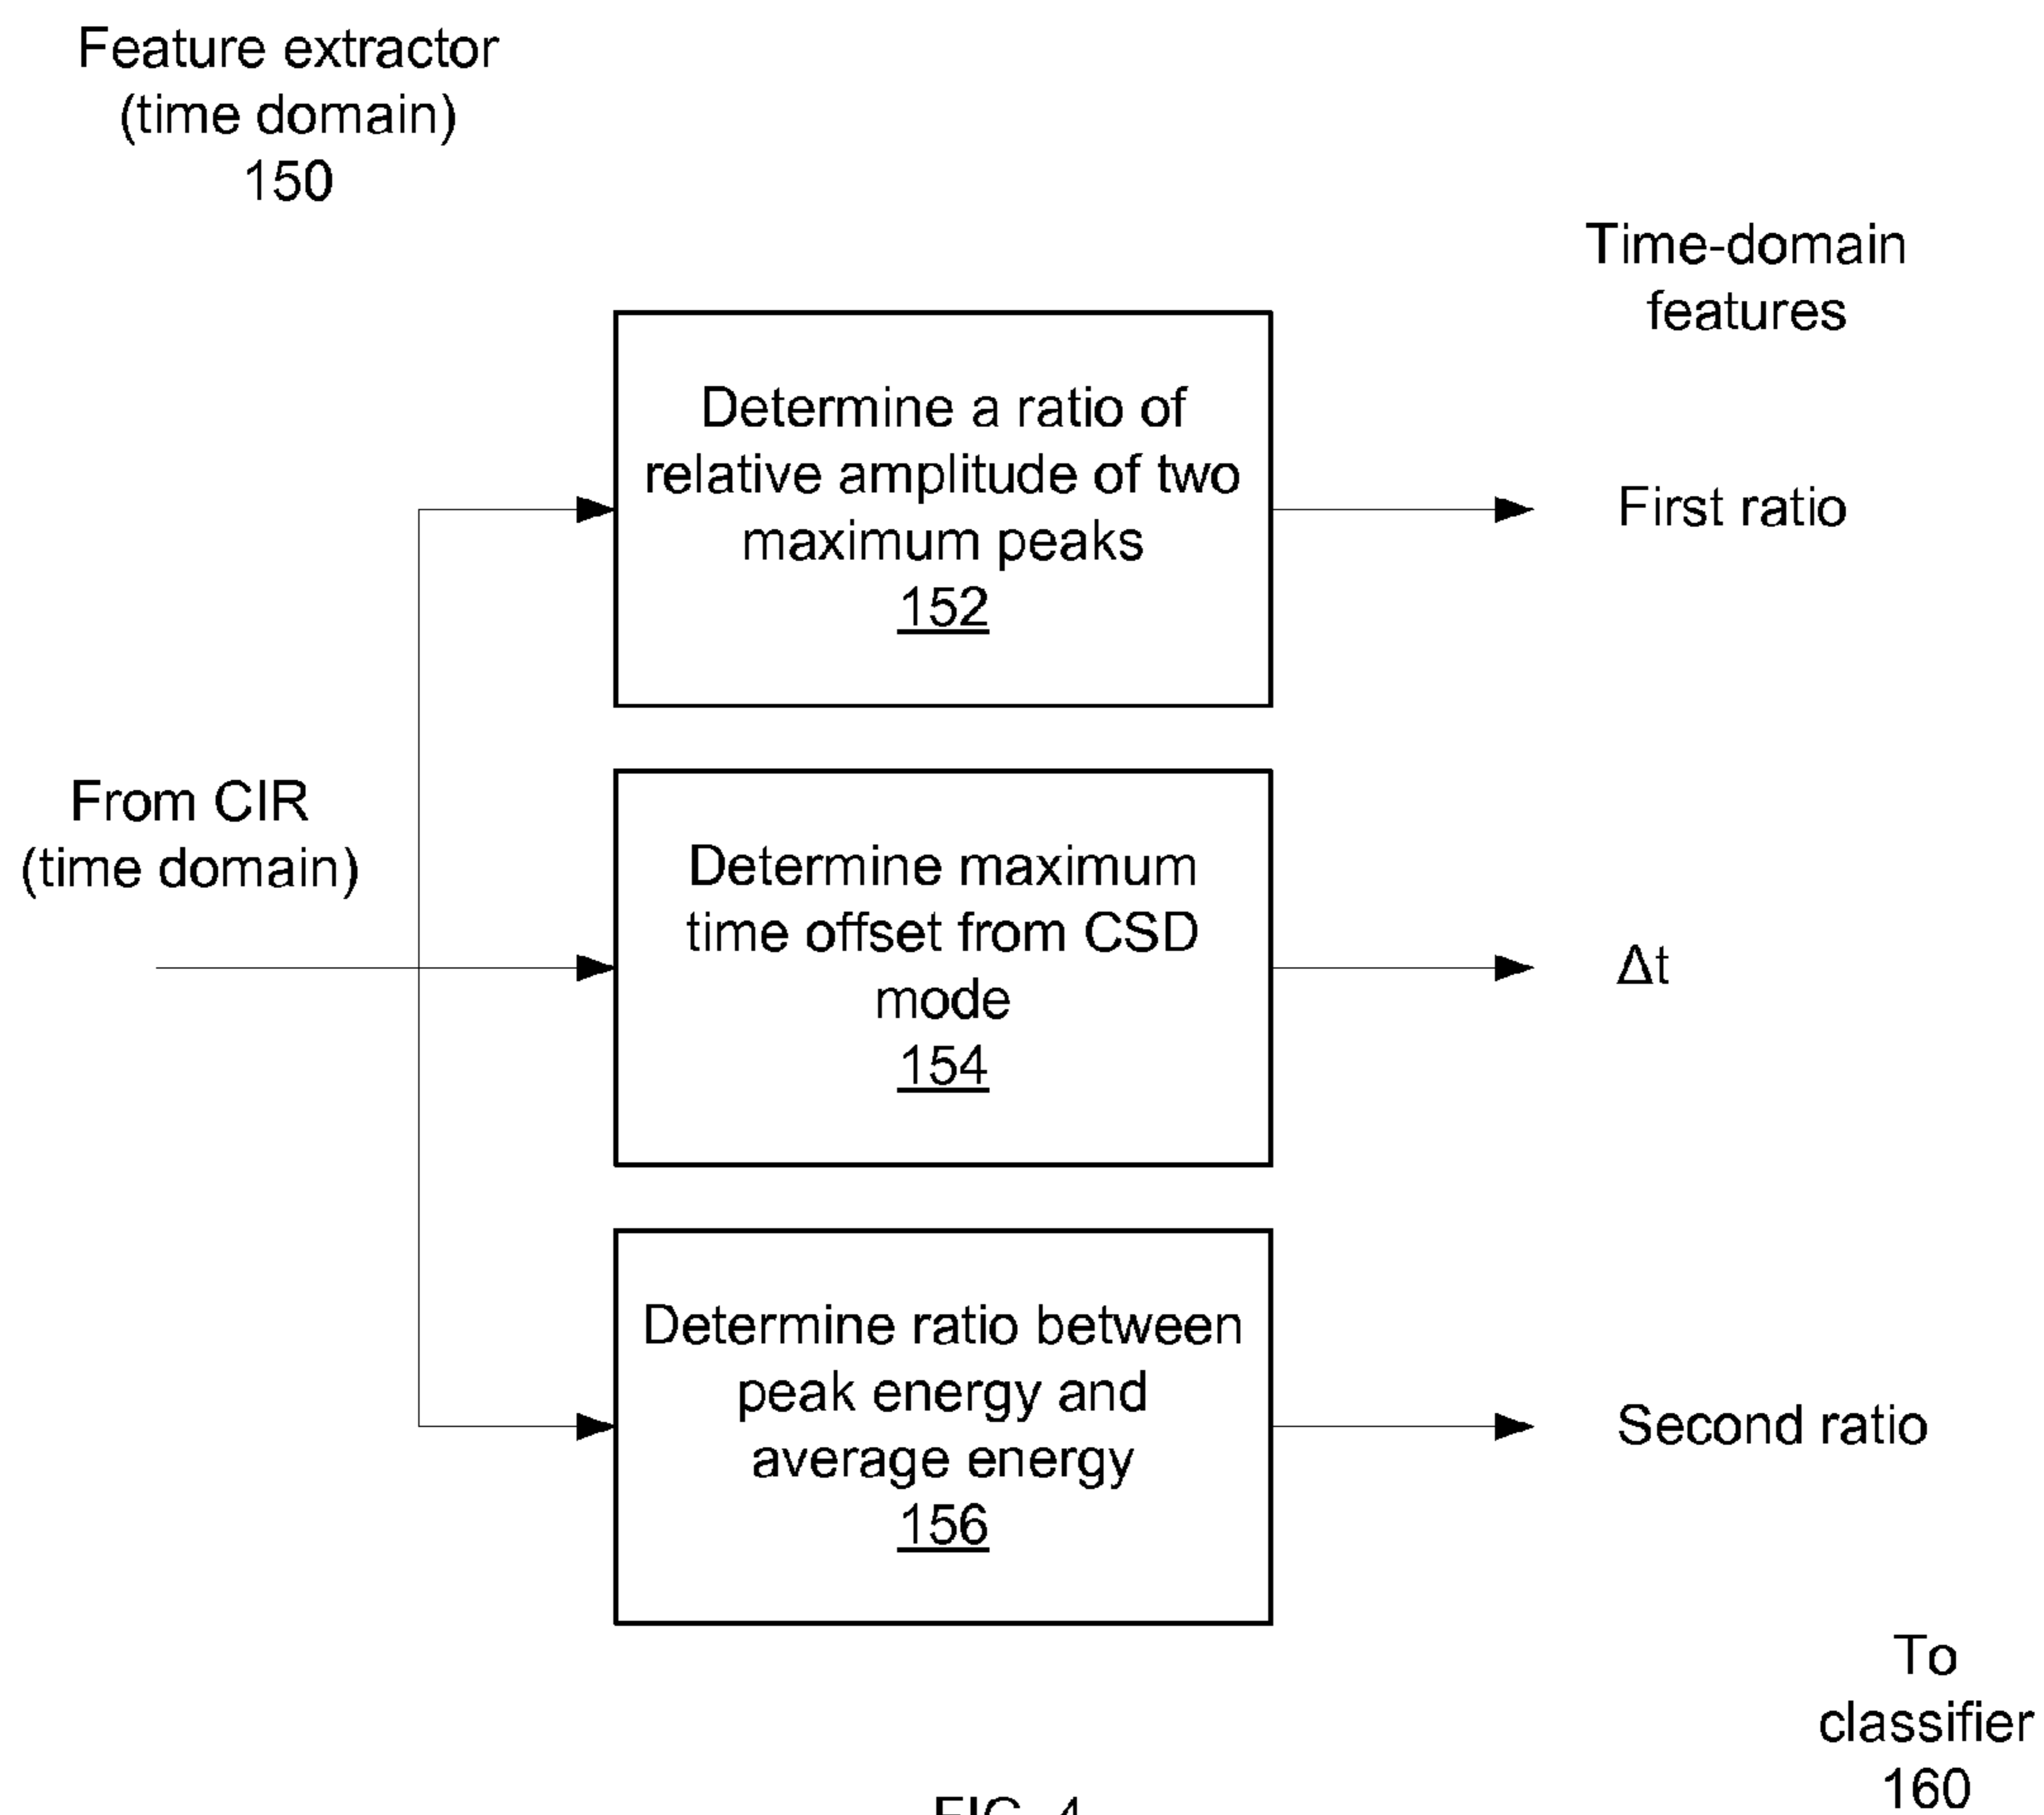 Feature extractor
(time domain)
150
Time-domain
features
Determine a ratio of
relative amplitude of two
maximum peaks
152
First ratio
From CIR
(time domain)
Determine maximum
time offset from CSD
mode
154
Δt
Determine ratio between
peak energy and
average energy
156
Second ratio
To
classifier
160
FIG. 4